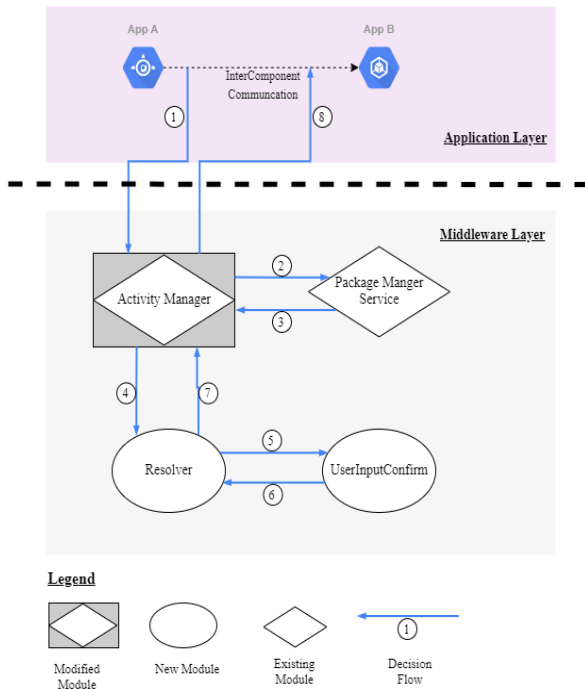 App A
App B
InterComponent
Communcation
1
8
Application Layer
Middleware Layer
Activity Manager
2
Package Manger
Service
3
4
7
Resolver
5
UserInputConfirm
6
Legend
1
Modified
Module
New Module
Existing
Module
Decision
Flow